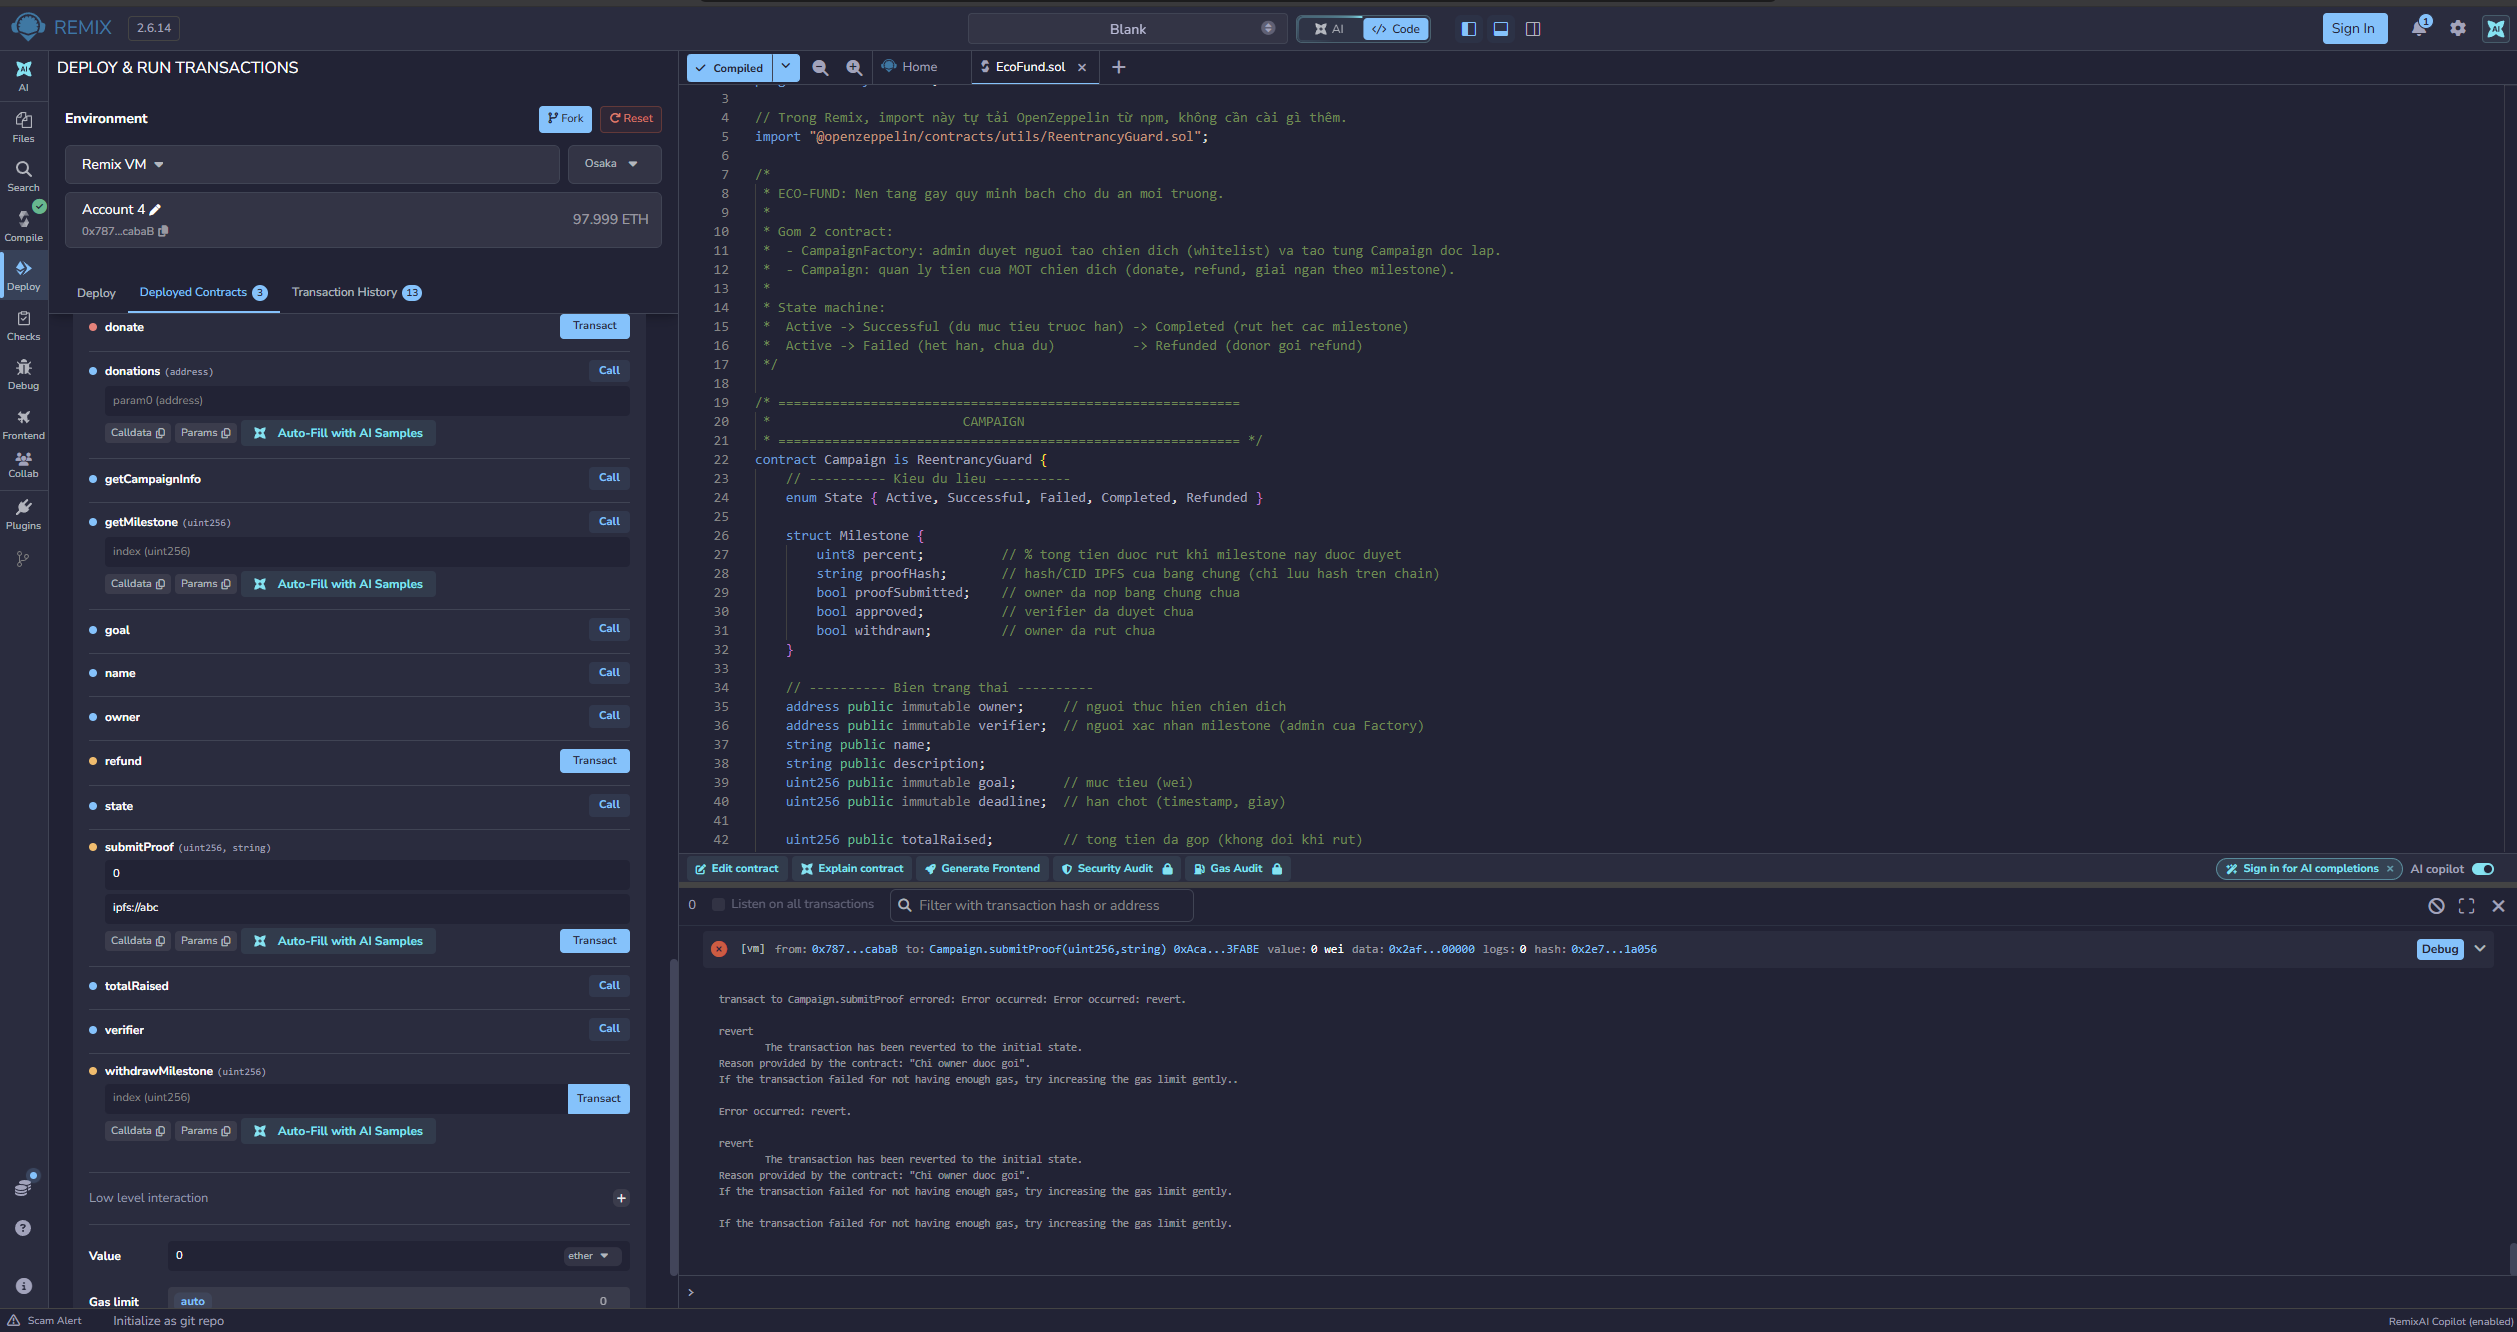 REMIX 2.6.14
Blank
AI
Code
Sign In
1
AI
Files
Search
Compile
Deploy
Checks
Debug
Frontend
Collab
Plugins
DEPLOY & RUN TRANSACTIONS
Environment
Fork
Reset
Remix VM
Osaka
Account 4
0x787...cabaB
97.999 ETH
Deploy
Deployed Contracts 3
Transaction History 13
donate
Transact
donations (address)
Call
param0 (address)
Calldata Params Auto-Fill with AI Samples
getCampaignInfo
Call
getMilestone (uint256)
Call
index (uint256)
Calldata Params Auto-Fill with AI Samples
goal
Call
name
Call
owner
Call
refund
Transact
state
Call
submitProof (uint256, string)
0
ipfs://abc
Calldata Params Auto-Fill with AI Samples
Transact
totalRaised
Call
verifier
Call
withdrawMilestone (uint256)
index (uint256)
Transact
Calldata Params Auto-Fill with AI Samples
Low level interaction
Value 0 ether
Gas limit auto 0
Compiled
Home
EcoFund.sol
3
4 // Trong Remix, import này tự tải OpenZeppelin từ npm, không cần cài gì thêm.
5 import "@openzeppelin/contracts/utils/ReentrancyGuard.sol";
6
7 /*
8 * ECO-FUND: Nen tang gay quy minh bach cho du an moi truong.
9 *
10 * Gom 2 contract:
11 * - CampaignFactory: admin duyet nguoi tao chien dich (whitelist) va tao tung Campaign doc lap.
12 * - Campaign: quan ly tien cua MOT chien dich (donate, refund, giai ngan theo milestone).
13 *
14 * State machine:
15 * Active -> Successful (du muc tieu truoc han) -> Completed (rut het cac milestone)
16 * Active -> Failed (het han, chua du) -> Refunded (donor goi refund)
17 */
18
19 /* ============================================================
20 * CAMPAIGN
21 * ============================================================ */
22 contract Campaign is ReentrancyGuard {
23 // ---------- Kieu du lieu ----------
24 enum State { Active, Successful, Failed, Completed, Refunded }
25
26 struct Milestone {
27 uint8 percent; // % tong tien duoc rut khi milestone nay duoc duyet
28 string proofHash; // hash/CID IPFS cua bang chung (chi luu hash tren chain)
29 bool proofSubmitted; // owner da nop bang chung chua
30 bool approved; // verifier da duyet chua
31 bool withdrawn; // owner da rut chua
32 }
33
34 // ---------- Bien trang thai ----------
35 address public immutable owner; // nguoi thuc hien chien dich
36 address public immutable verifier; // nguoi xac nhan milestone (admin cua Factory)
37 string public name;
38 string public description;
39 uint256 public immutable goal; // muc tieu (wei)
40 uint256 public immutable deadline; // han chot (timestamp, giay)
41
42 uint256 public totalRaised; // tong tien da gop (khong doi khi rut)
Edit contract
Explain contract
Generate Frontend
Security Audit
Gas Audit
Sign in for AI completions ×
AI copilot
0 Listen on all transactions
Filter with transaction hash or address
[vm] from: 0x787...cabaB to: Campaign.submitProof(uint256,string) 0xAca...3FABE value: 0 wei data: 0x2af...00000 logs: 0 hash: 0x2e7...1a056
Debug
transact to Campaign.submitProof errored: Error occurred: Error occurred: revert.
revert
The transaction has been reverted to the initial state.
Reason provided by the contract: "Chi owner duoc goi".
If the transaction failed for not having enough gas, try increasing the gas limit gently..
Error occurred: revert.
revert
The transaction has been reverted to the initial state.
Reason provided by the contract: "Chi owner duoc goi".
If the transaction failed for not having enough gas, try increasing the gas limit gently.
If the transaction failed for not having enough gas, try increasing the gas limit gently.
>
Scam Alert
Initialize as git repo
RemixAI Copilot (enabled)